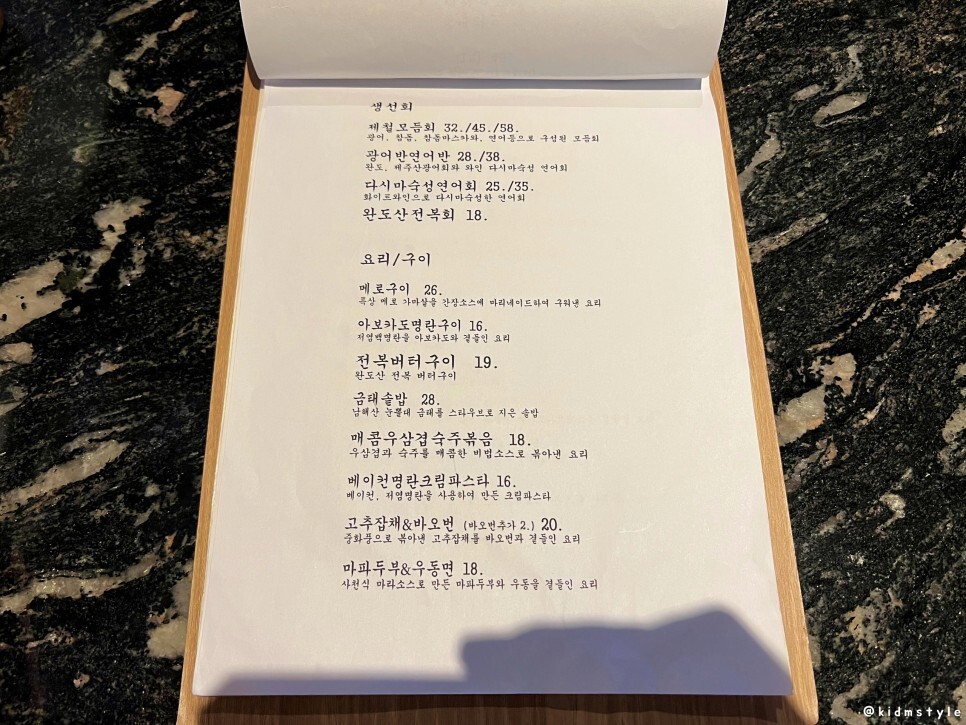 생선회
제철모듬회 32./45./58.
광어, 참돔, 참돔마스카와, 연어등으로 구성된 모듬회
광어반연어반 28./38.
완도, 제주산광어회와 와인 다시마숙성 연어회
다시마숙성연어회 25./35.
화이트와인으로 다시마숙성한 연어회
완도산전복회 18.
요리/구이
메로구이 26.
특상 메로 가마살을 간장소스에 마리네이드하여 구워낸 요리
아보카도명란구이 16.
저염백명란을 아보카도와 곁들인 요리
전복버터구이 19.
완도산 전복 버터구이
금태솥밥 28.
남해산 눈뽈대 금태를 스타우브로 지은 솥밥
매콤우삼겹숙주볶음 18.
우삼겹과 숙주를 매콤한 비법소스로 볶아낸 요리
베이컨명란크림파스타 16.
베이컨, 저염명란을 사용하여 만든 크림파스타
고추잡채&바오번 (바오번추가 2.) 20.
중화풍으로 볶아낸 고추잡채를 바오번과 곁들인 요리
마파두부&우동면 18.
사천식 마라소스로 만든 마파두부와 우동을 곁들인 요리
@kidmstyle